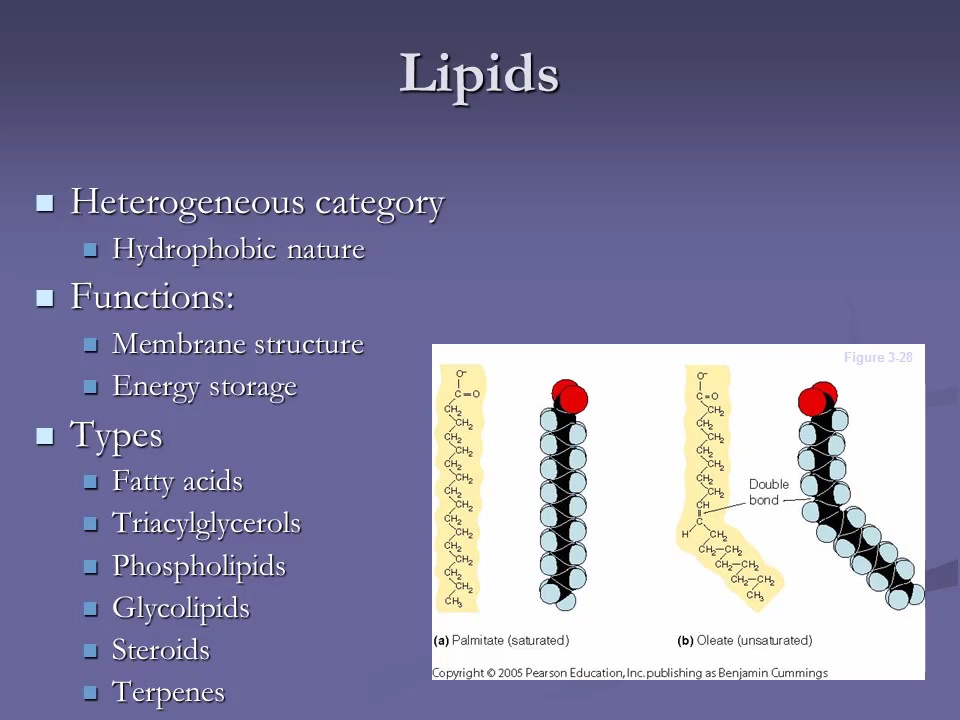 Lipids
Heterogeneous category
Hydrophobic nature
Functions:
Membrane structure
Energy storage
Types
Fatty acids
Triacylglycerols
Phospholipids
Glycolipids
Steroids
Terpenes
Figure 3-28
O⁻
C=O
CH₂
CH₂
CH₂
CH₂
CH₂
CH₂
CH₂
CH₂
CH₂
CH₂
CH₂
CH₂
CH₂
CH₂
CH₃
O⁻
C=O
CH₂
CH₂
CH₂
CH₂
CH₂
CH₂
CH₂
CH
C
H CH₂
CH₂—CH₂
CH₂—CH₂
CH₂—CH₂
CH₃
Double
bond
(a) Palmitate (saturated)
(b) Oleate (unsaturated)
Copyright © 2005 Pearson Education, Inc. publishing as Benjamin Cummings